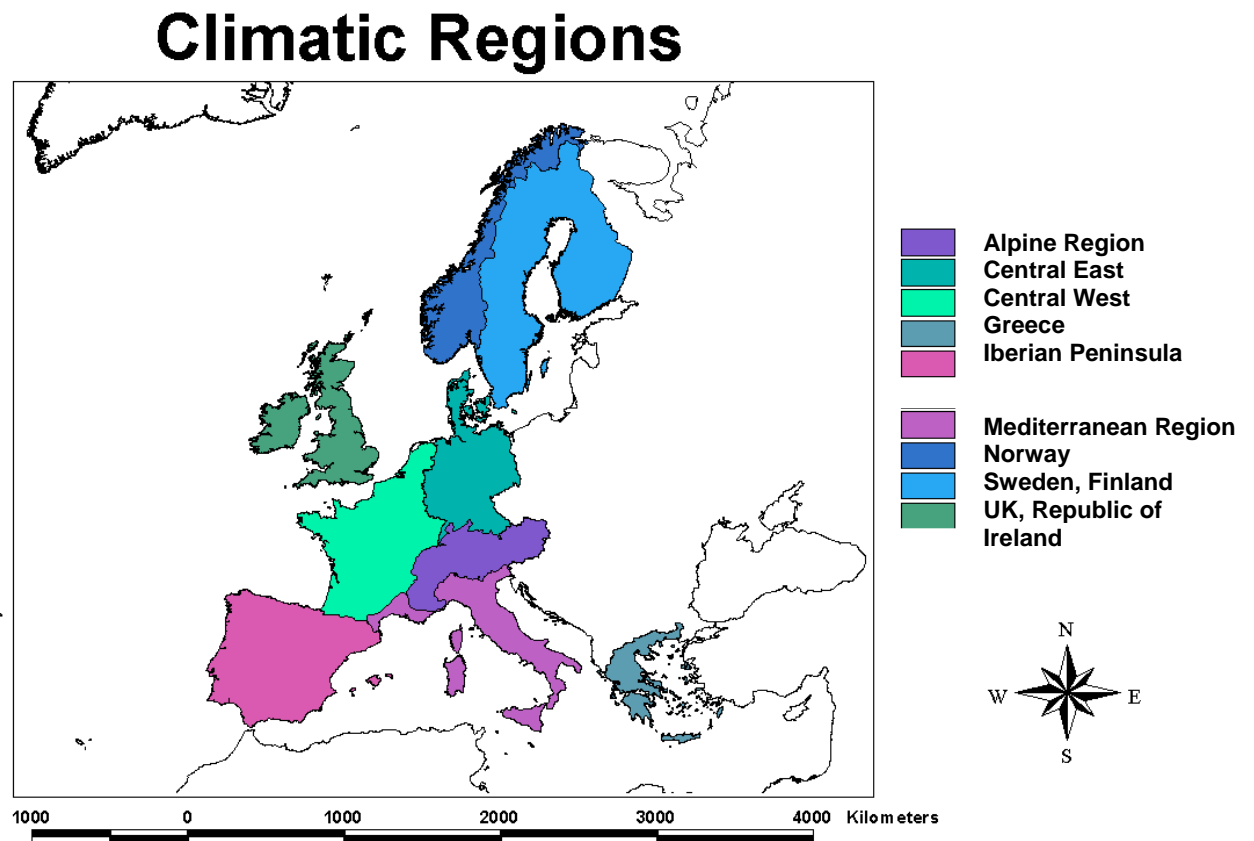 Climatic Regions
Alpine Region
Central East
Central West
Greece
Iberian Peninsula
Mediterranean Region
Norway
Sweden, Finland
UK, Republic of
Ireland
N
W E
S
1000 0 1000 2000 3000 4000 Kilometers